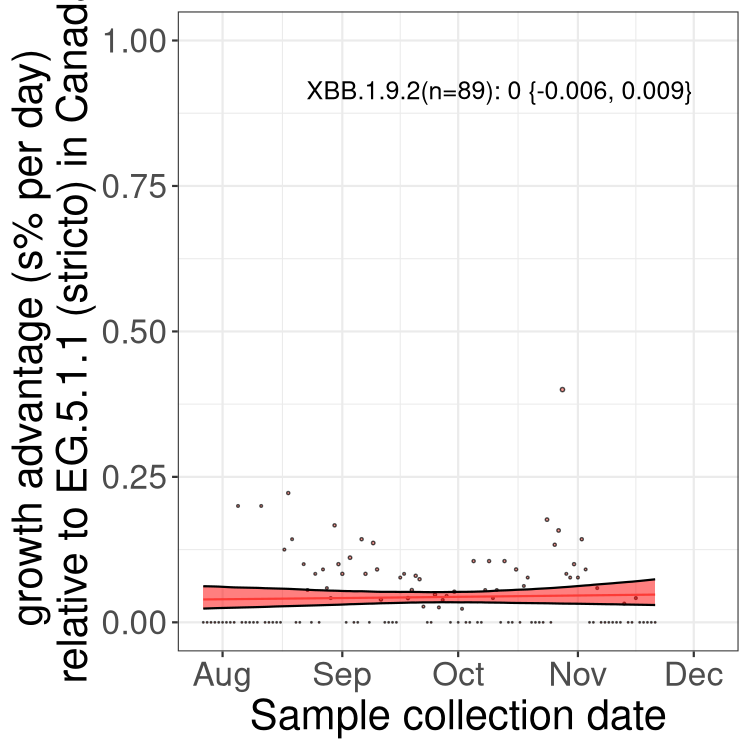 growth advantage (s% per day)
relative to EG.5.1.1 (stricto) in Canada
1.00
XBB.1.9.2(n=89): 0 {-0.006, 0.009}
0.75
0.50
0.25
0.00
Aug Sep Oct Nov Dec
Sample collection date